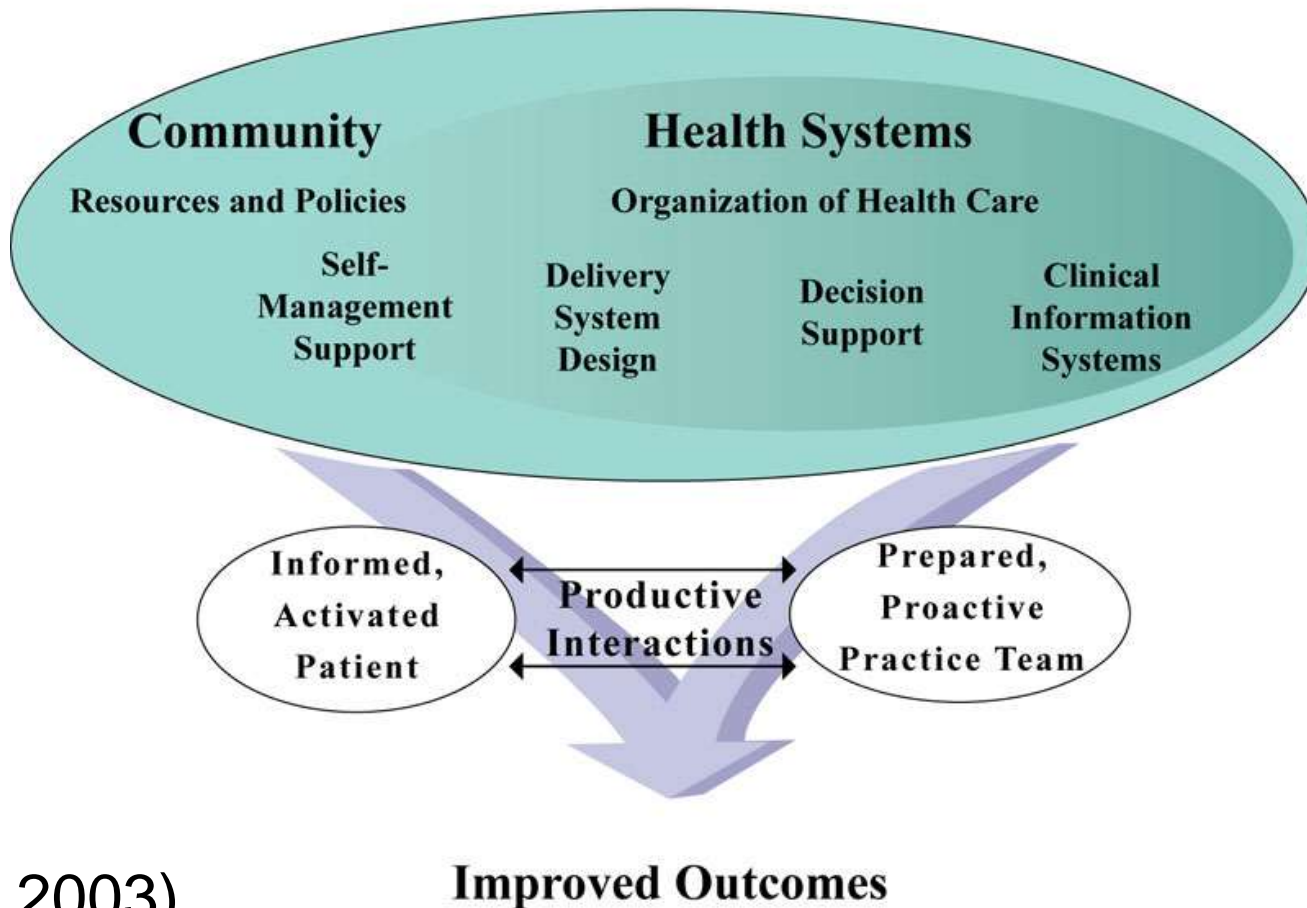 Community
Health Systems
Resources and Policies
Organization of Health Care
Self-
Management
Support
Delivery
System
Design
Decision
Support
Clinical
Information
Systems
Informed,
Activated
Patient
Productive
Interactions
Prepared,
Proactive
Practice Team
2003)
Improved Outcomes